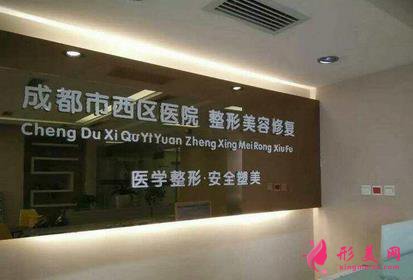 成都市西区医院 整形美容修复
Cheng Du Xi Qu Yi Yuan Zheng Xing Mei Rong Xiu Fu
医学整形·安全塑美
形美网